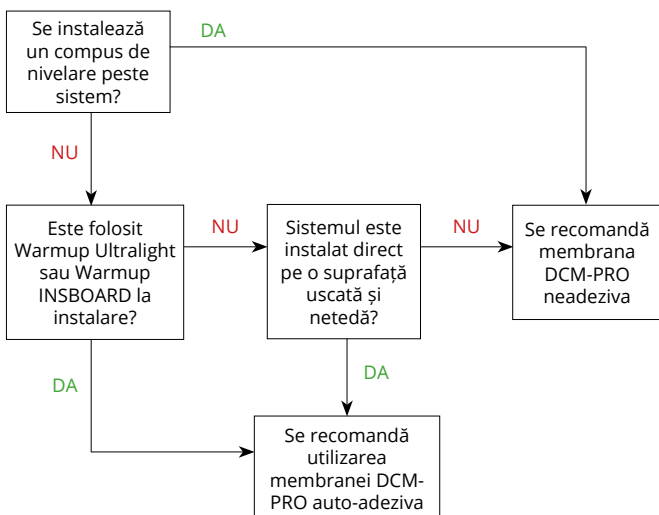 Se instalează
un compus de
nivelare peste
sistem?
DA
NU
Este folosit
Warmup Ultralight
sau Warmup
INSBOARD la
instalare?
NU
Sistemul este
instalat direct
pe o suprafață
uscată și
netedă?
NU
Se recomandă
membrana
DCM-PRO
neadeziva
DA
DA
Se recomandă
utilizarea
membranei DCM-
PRO auto-adeziva